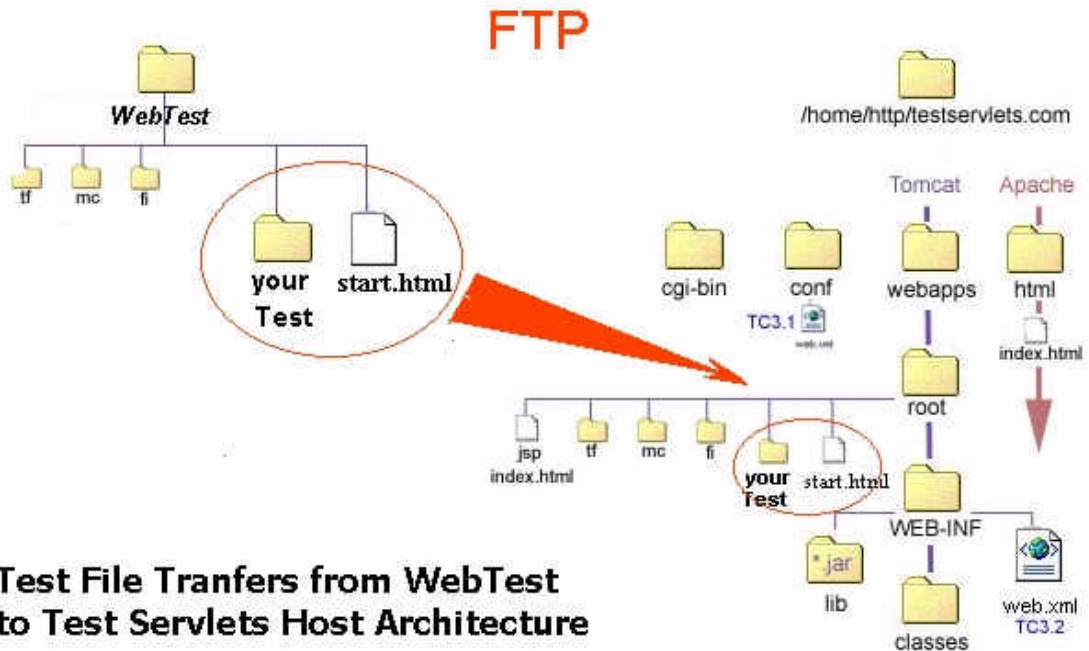 FTP
WebTest
/home/http/testservlets.com
tf
mc
fi
your
Test
start.html
Tomcat
Apache
cgi-bin
conf
webapps
html
TC3.1
web.xml
index.html
root
jsp
index.html
tf
mc
fi
your
Test
start.html
WEB-INF
*.jar
lib
classes
web.xml
TC3.2
Test File Tranfers from WebTest
to Test Servlets Host Architecture